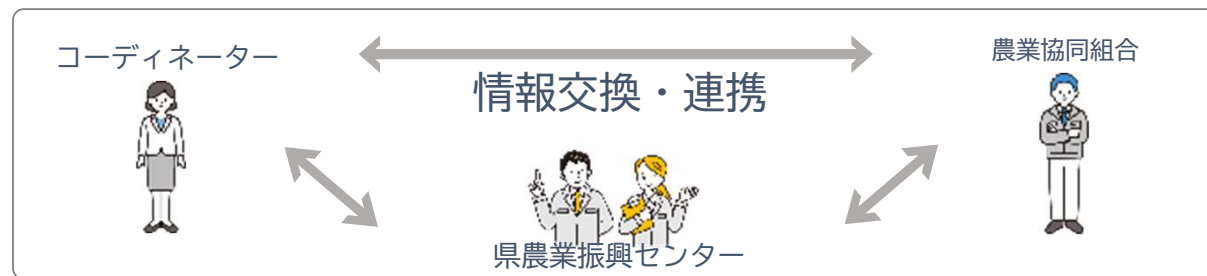 コーディネーター
農業協同組合
情報交換・連携
県農業振興センター